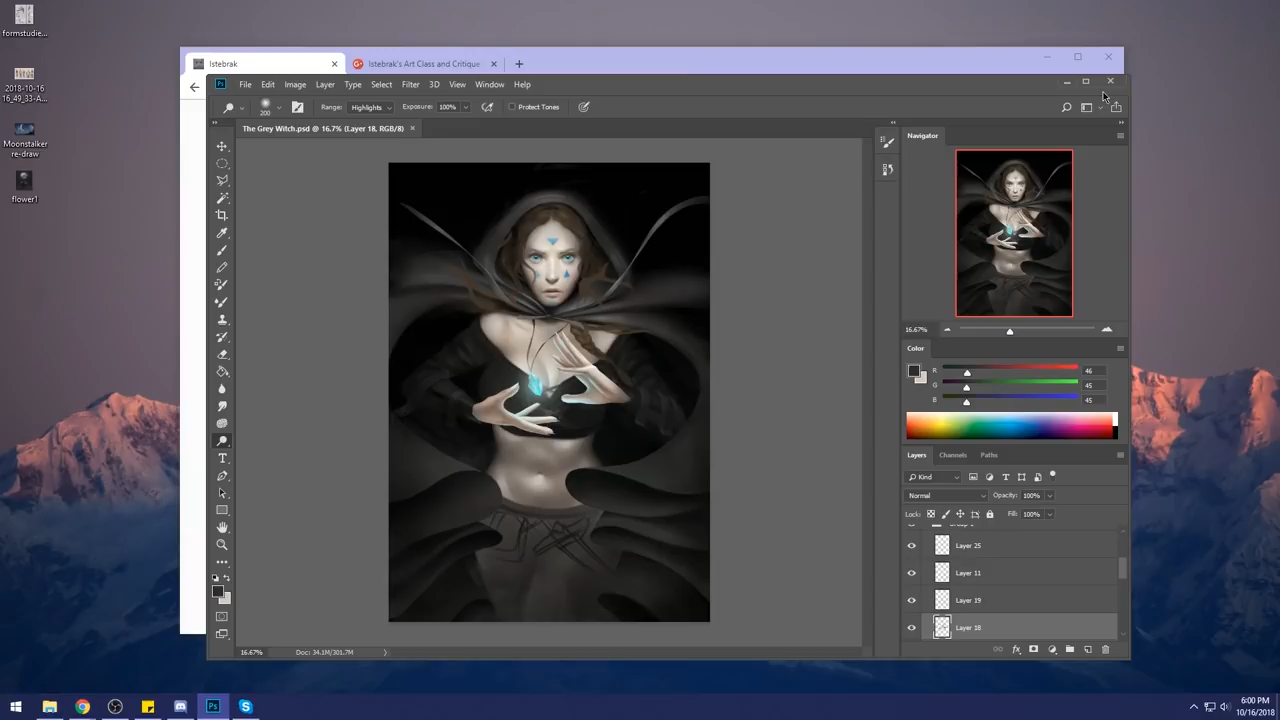 formstudie...
2018-10-16
16_49_33-A...
Moonstalker
re-draw
flower1
Istebrak
Istebrak's Art Class and Critique
Ps
File Edit Image Layer Type Select Filter 3D View Window Help
200
Range: Highlights
Exposure: 100%
Protect Tones
The Grey Witch.psd @ 16.7% (Layer 18, RGB/8)
Navigator
16.67%
Color
R 46
G 45
B 45
Layers Channels Paths
Kind
Normal
Opacity: 100%
Lock:
Fill: 100%
Layer 25
Layer 11
Layer 19
Layer 18
16.67%
Doc: 34.1M/301.7M
Ps
6:00 PM
10/16/2018